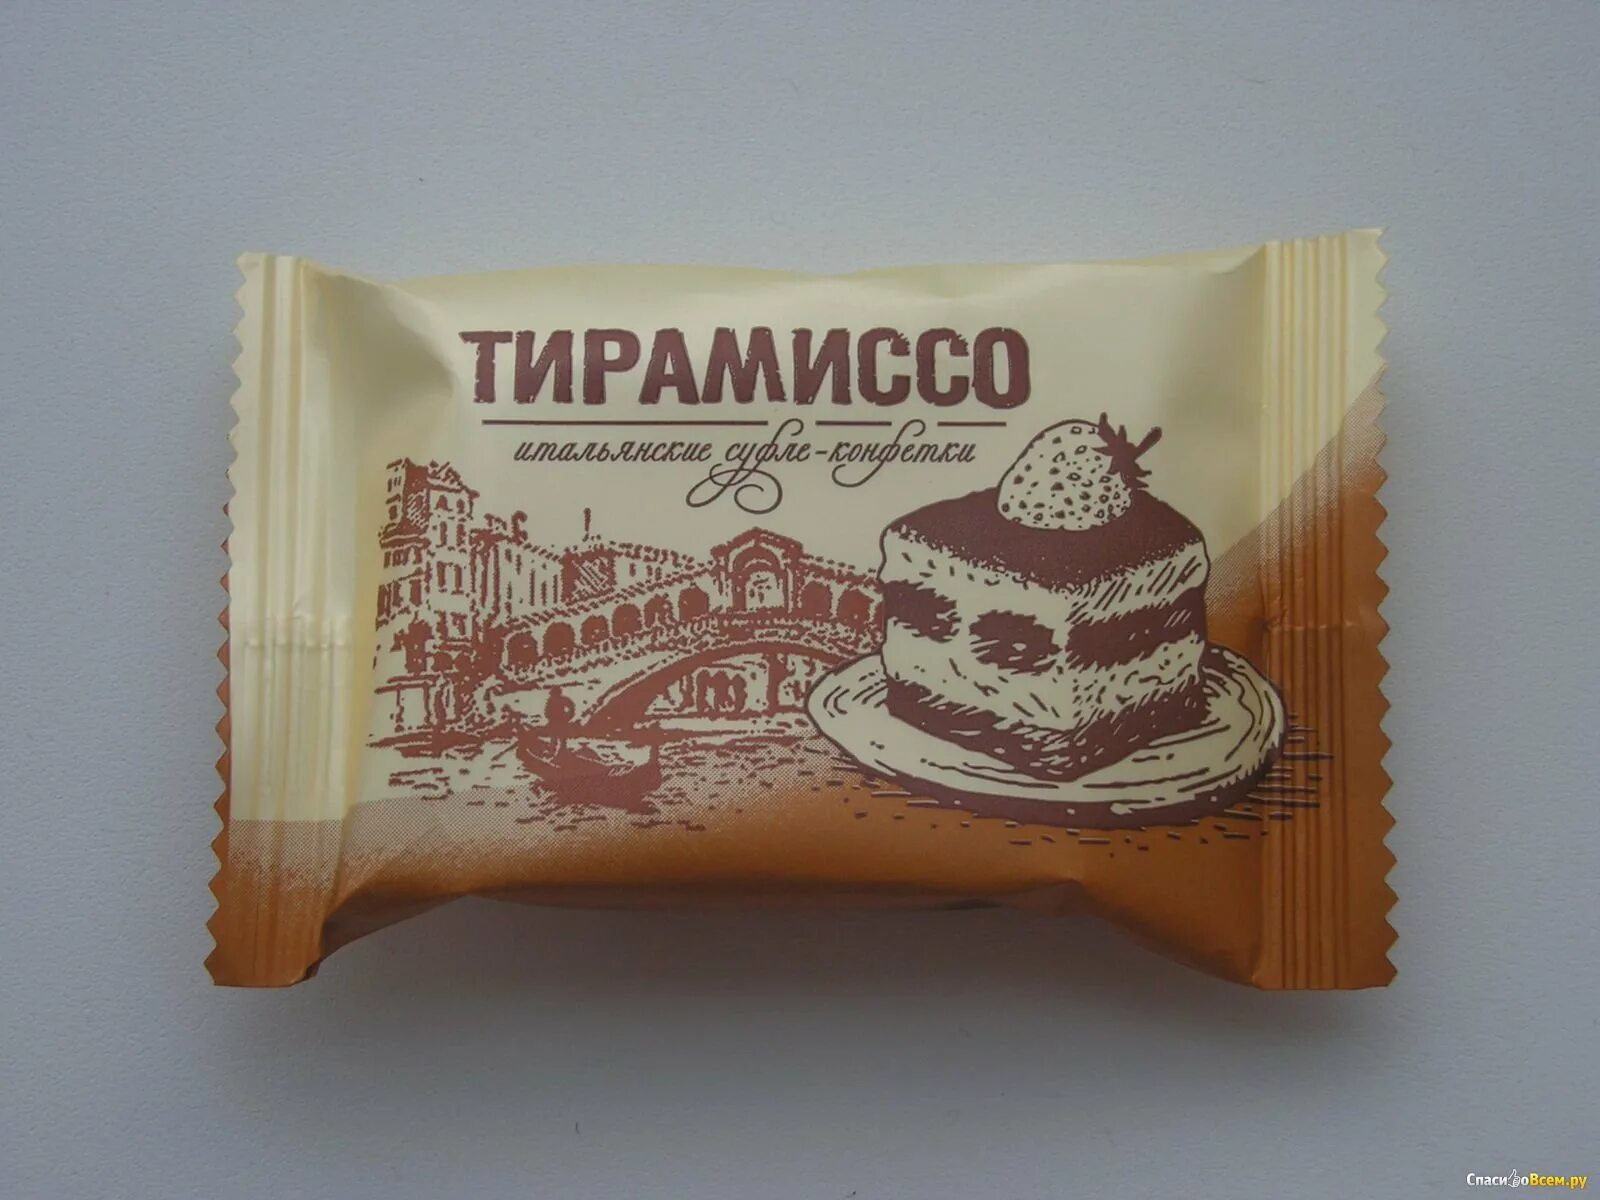 ТИРАМИССО
итальянские суфле-конфетки
СпасибоВсем.ру